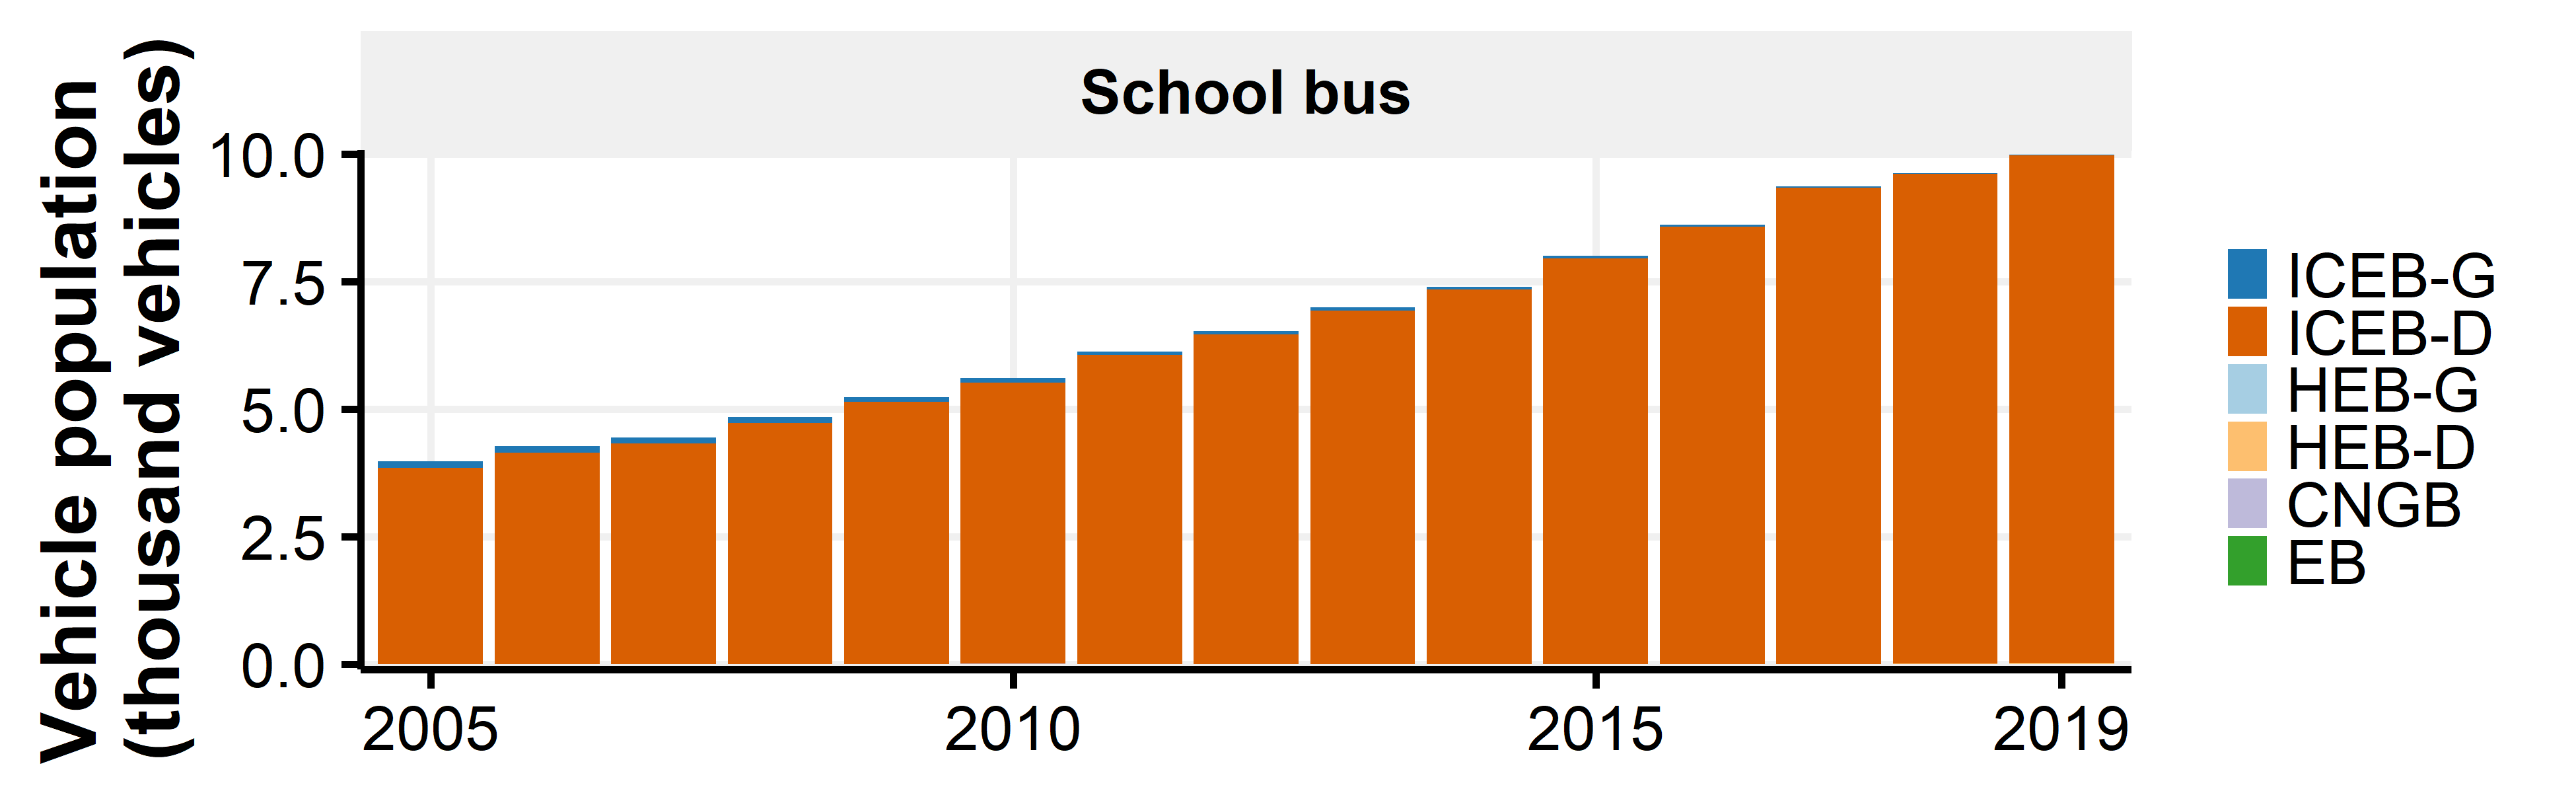 School bus
Vehicle population
(thousand vehicles)
10.0
7.5
5.0
2.5
0.0
2005
2010
2015
2019
ICEB-G
ICEB-D
HEB-G
HEB-D
CNGB
EB